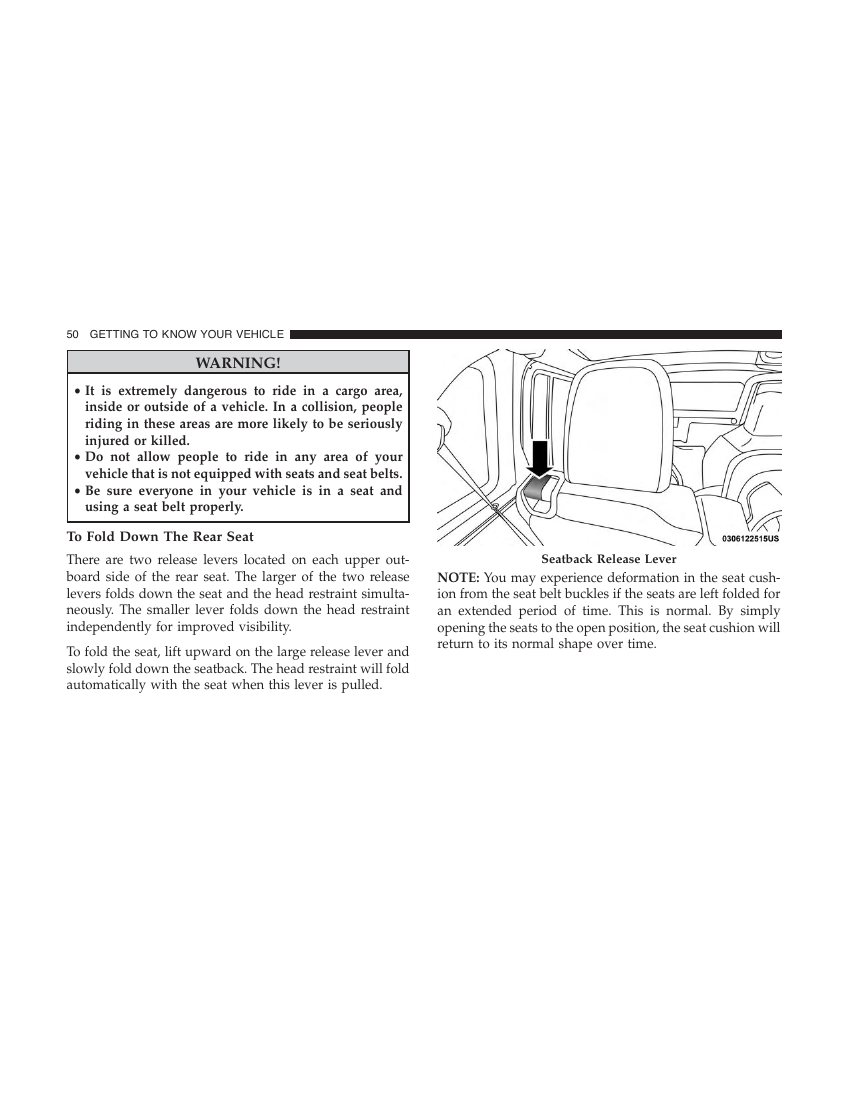 50 GETTING TO KNOW YOUR VEHICLE
WARNING!
• It is extremely dangerous to ride in a cargo area,
inside or outside of a vehicle. In a collision, people
riding in these areas are more likely to be seriously
injured or killed.
• Do not allow people to ride in any area of your
vehicle that is not equipped with seats and seat belts.
• Be sure everyone in your vehicle is in a seat and
using a seat belt properly.
To Fold Down The Rear Seat
There are two release levers located on each upper out-
board side of the rear seat. The larger of the two release
levers folds down the seat and the head restraint simulta-
neously. The smaller lever folds down the head restraint
independently for improved visibility.
To fold the seat, lift upward on the large release lever and
slowly fold down the seatback. The head restraint will fold
automatically with the seat when this lever is pulled.
0306122515US
Seatback Release Lever
NOTE: You may experience deformation in the seat cush-
ion from the seat belt buckles if the seats are left folded for
an extended period of time. This is normal. By simply
opening the seats to the open position, the seat cushion will
return to its normal shape over time.